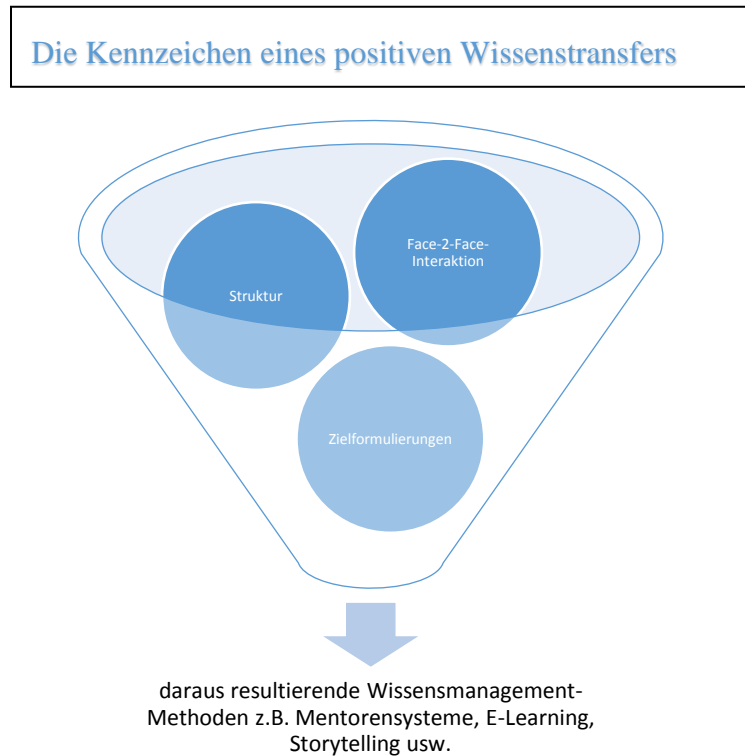 Die Kennzeichen eines positiven Wissenstransfers
Face-2-Face-
Interaktion
Struktur
Zielformulierungen
daraus resultierende Wissensmanagement-
Methoden z.B. Mentorensysteme, E-Learning,
Storytelling usw.